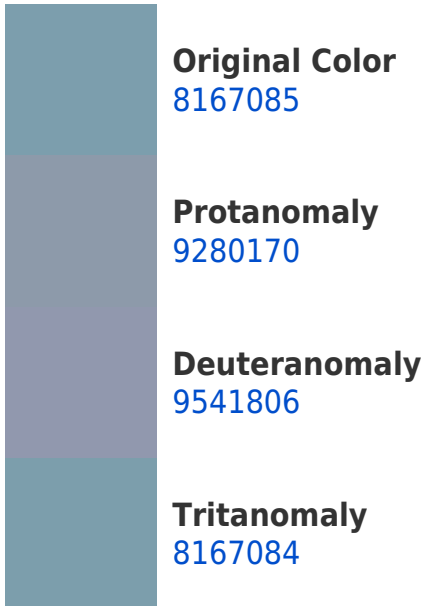 Original Color
8167085
Protanomaly
9280170
Deuteranomaly
9541806
Tritanomaly
8167084